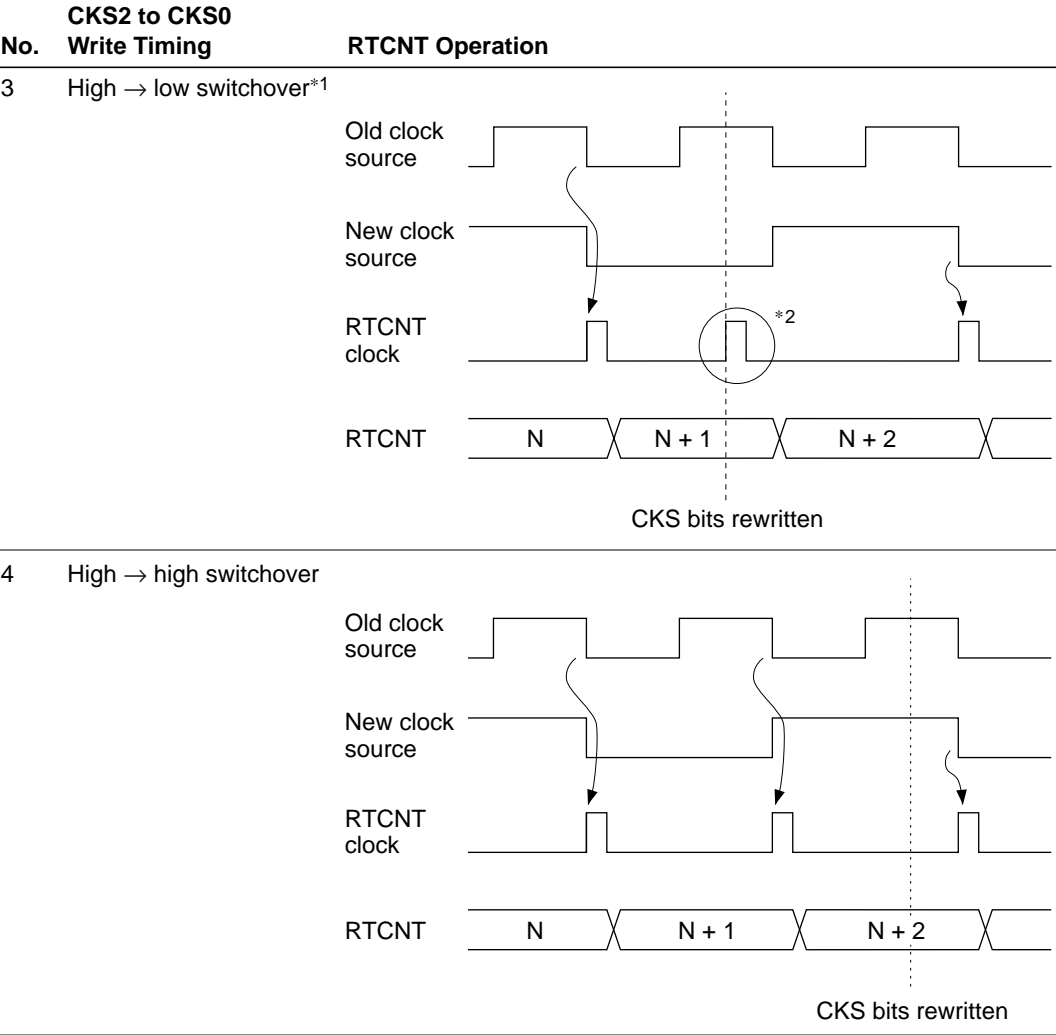 CKS2 to CKS0
No. Write Timing RTCNT Operation
3 High → low switchover*1
Old clock
source
New clock
source
RTCNT
clock
*2
RTCNT N N + 1 N + 2
CKS bits rewritten
4 High → high switchover
Old clock
source
New clock
source
RTCNT
clock
RTCNT N N + 1 N + 2
CKS bits rewritten